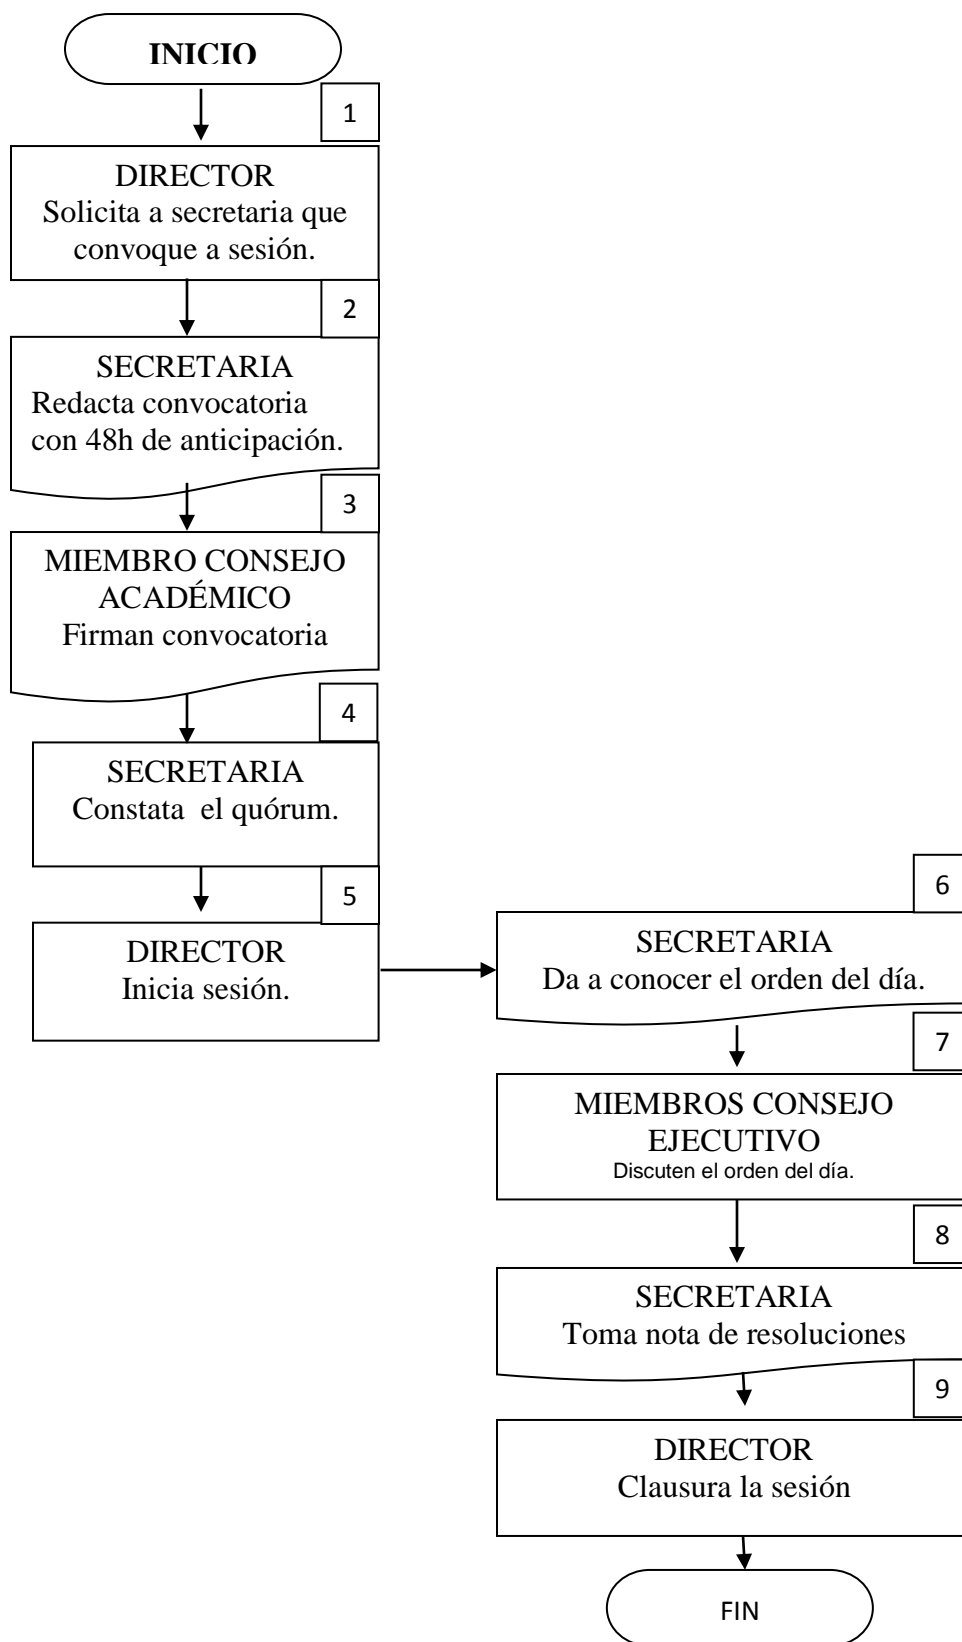 INICIO
1
DIRECTOR
Solicita a secretaria que
convoque a sesión.
2
SECRETARIA
Redacta convocatoria
con 48h de anticipación.
3
MIEMBRO CONSEJO
ACADÉMICO
Firman convocatoria
4
SECRETARIA
Constata el quórum.
5
DIRECTOR
Inicia sesión.
6
SECRETARIA
Da a conocer el orden del día.
7
MIEMBROS CONSEJO
EJECUTIVO
Discuten el orden del día.
8
SECRETARIA
Toma nota de resoluciones
9
DIRECTOR
Clausura la sesión
FIN